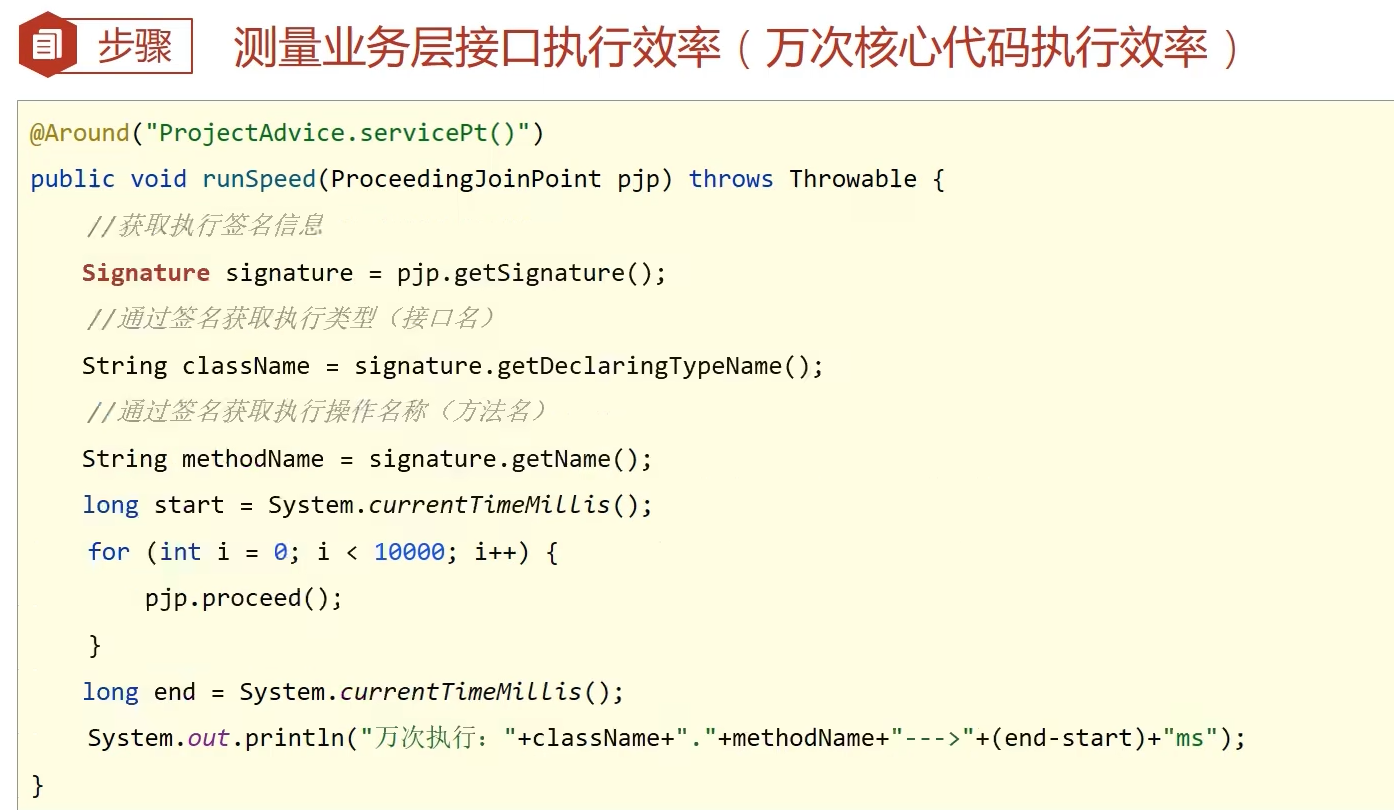 步骤 测量业务层接口执行效率（万次核心代码执行效率）
@Around("ProjectAdvice.servicePt()")
public void runSpeed(ProceedingJoinPoint pjp) throws Throwable {
//获取执行签名信息
Signature signature = pjp.getSignature();
//通过签名获取执行类型（接口名）
String className = signature.getDeclaringTypeName();
//通过签名获取执行操作名称（方法名）
String methodName = signature.getName();
long start = System.currentTimeMillis();
for (int i = 0; i < 10000; i++) {
pjp.proceed();
}
long end = System.currentTimeMillis();
System.out.println("万次执行："+className+"."+methodName+"--->"+(end-start)+"ms");
}